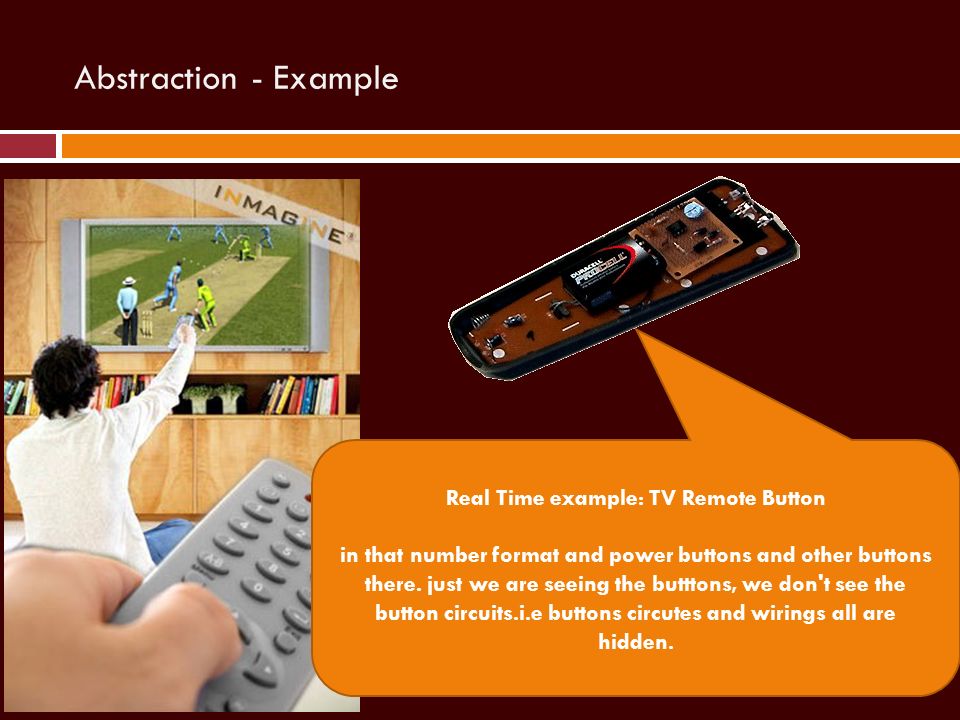 Abstraction - Example
INMAGINE
DURACELL
PROCELL
Real Time example: TV Remote Button
in that number format and power buttons and other buttons
there. just we are seeing the butttons, we don't see the
button circuits.i.e buttons circutes and wirings all are
hidden.